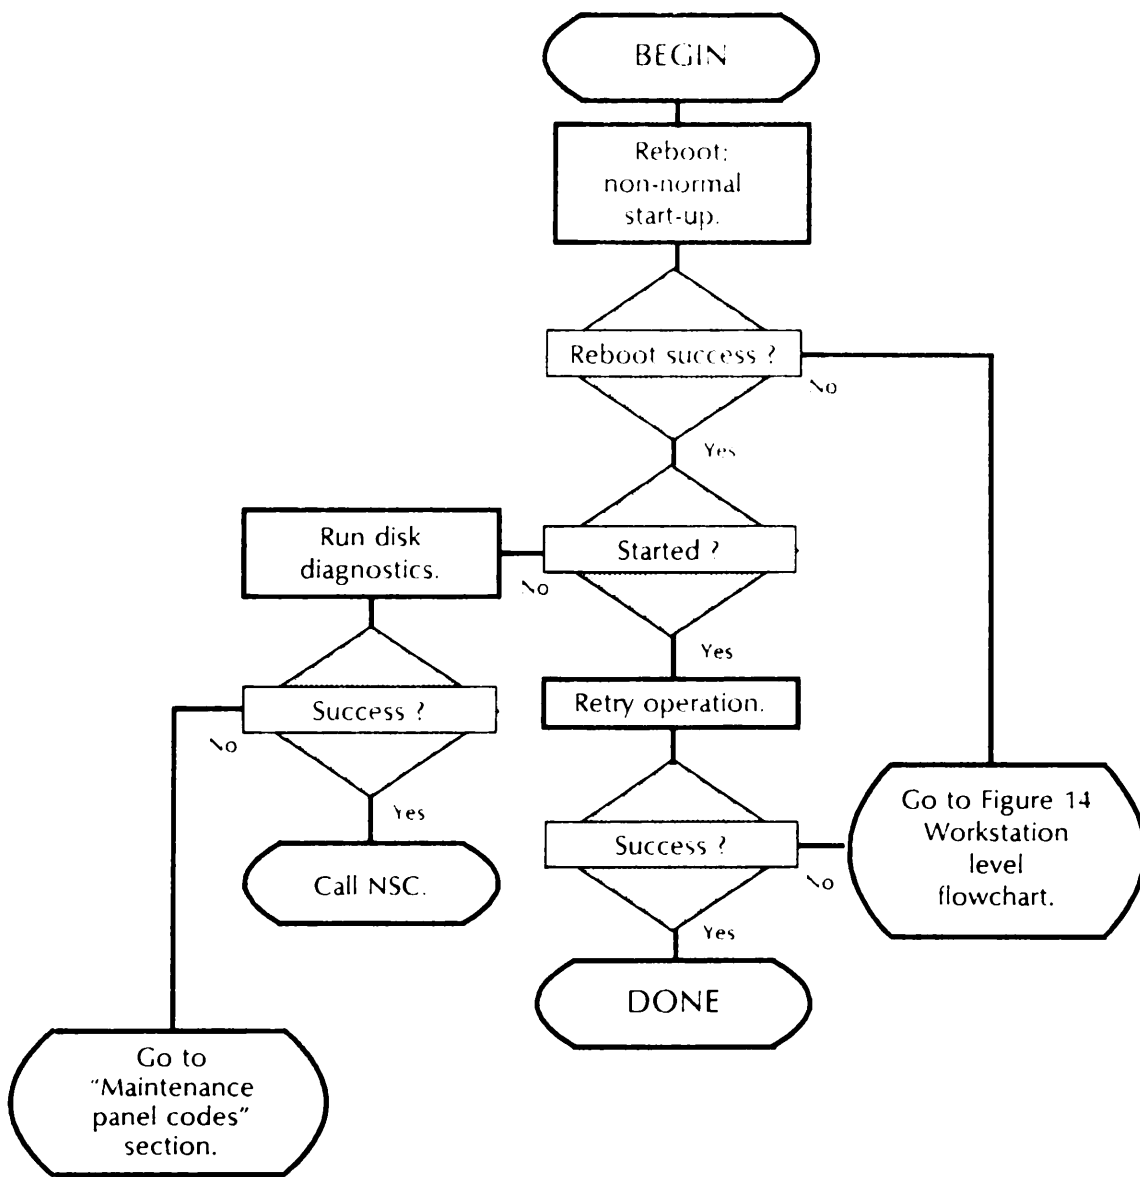 BEGIN
Reboot;
non-normal
start-up.
Reboot success ?
No
Yes
Run disk
diagnostics.
Started ?
No
Yes
Success ?
No
Yes
Retry operation.
Call NSC.
Success ?
No
Yes
Go to Figure 14
Workstation
level
flowchart.
DONE
Go to
"Maintenance
panel codes"
section.